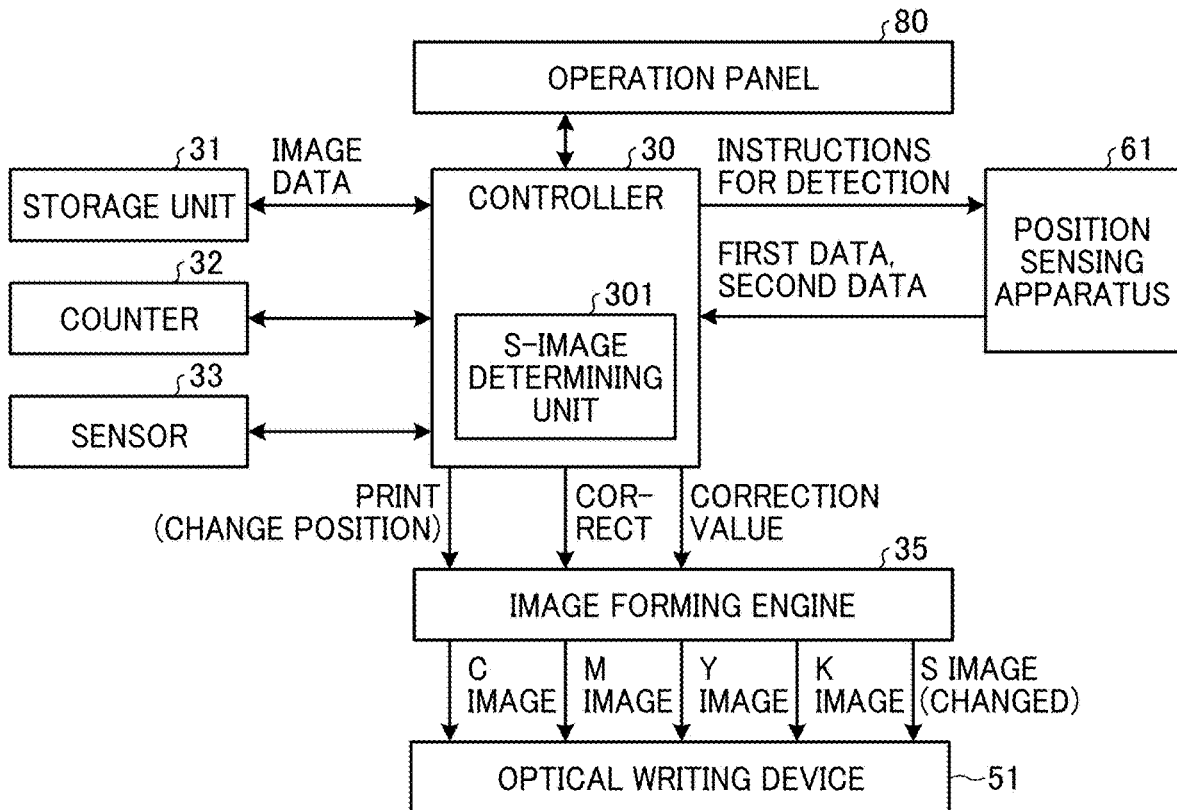 80
OPERATION PANEL
31
IMAGE
DATA
30
INSTRUCTIONS
FOR DETECTION
61
STORAGE UNIT
CONTROLLER
POSITION
SENSING
APPARATUS
FIRST DATA,
SECOND DATA
32
COUNTER
301
S-IMAGE
DETERMINING
UNIT
33
SENSOR
PRINT
(CHANGE POSITION)
COR-
RECT
CORRECTION
VALUE
35
IMAGE FORMING ENGINE
C
IMAGE
M
IMAGE
Y
IMAGE
K
IMAGE
S IMAGE
(CHANGED)
OPTICAL WRITING DEVICE
51